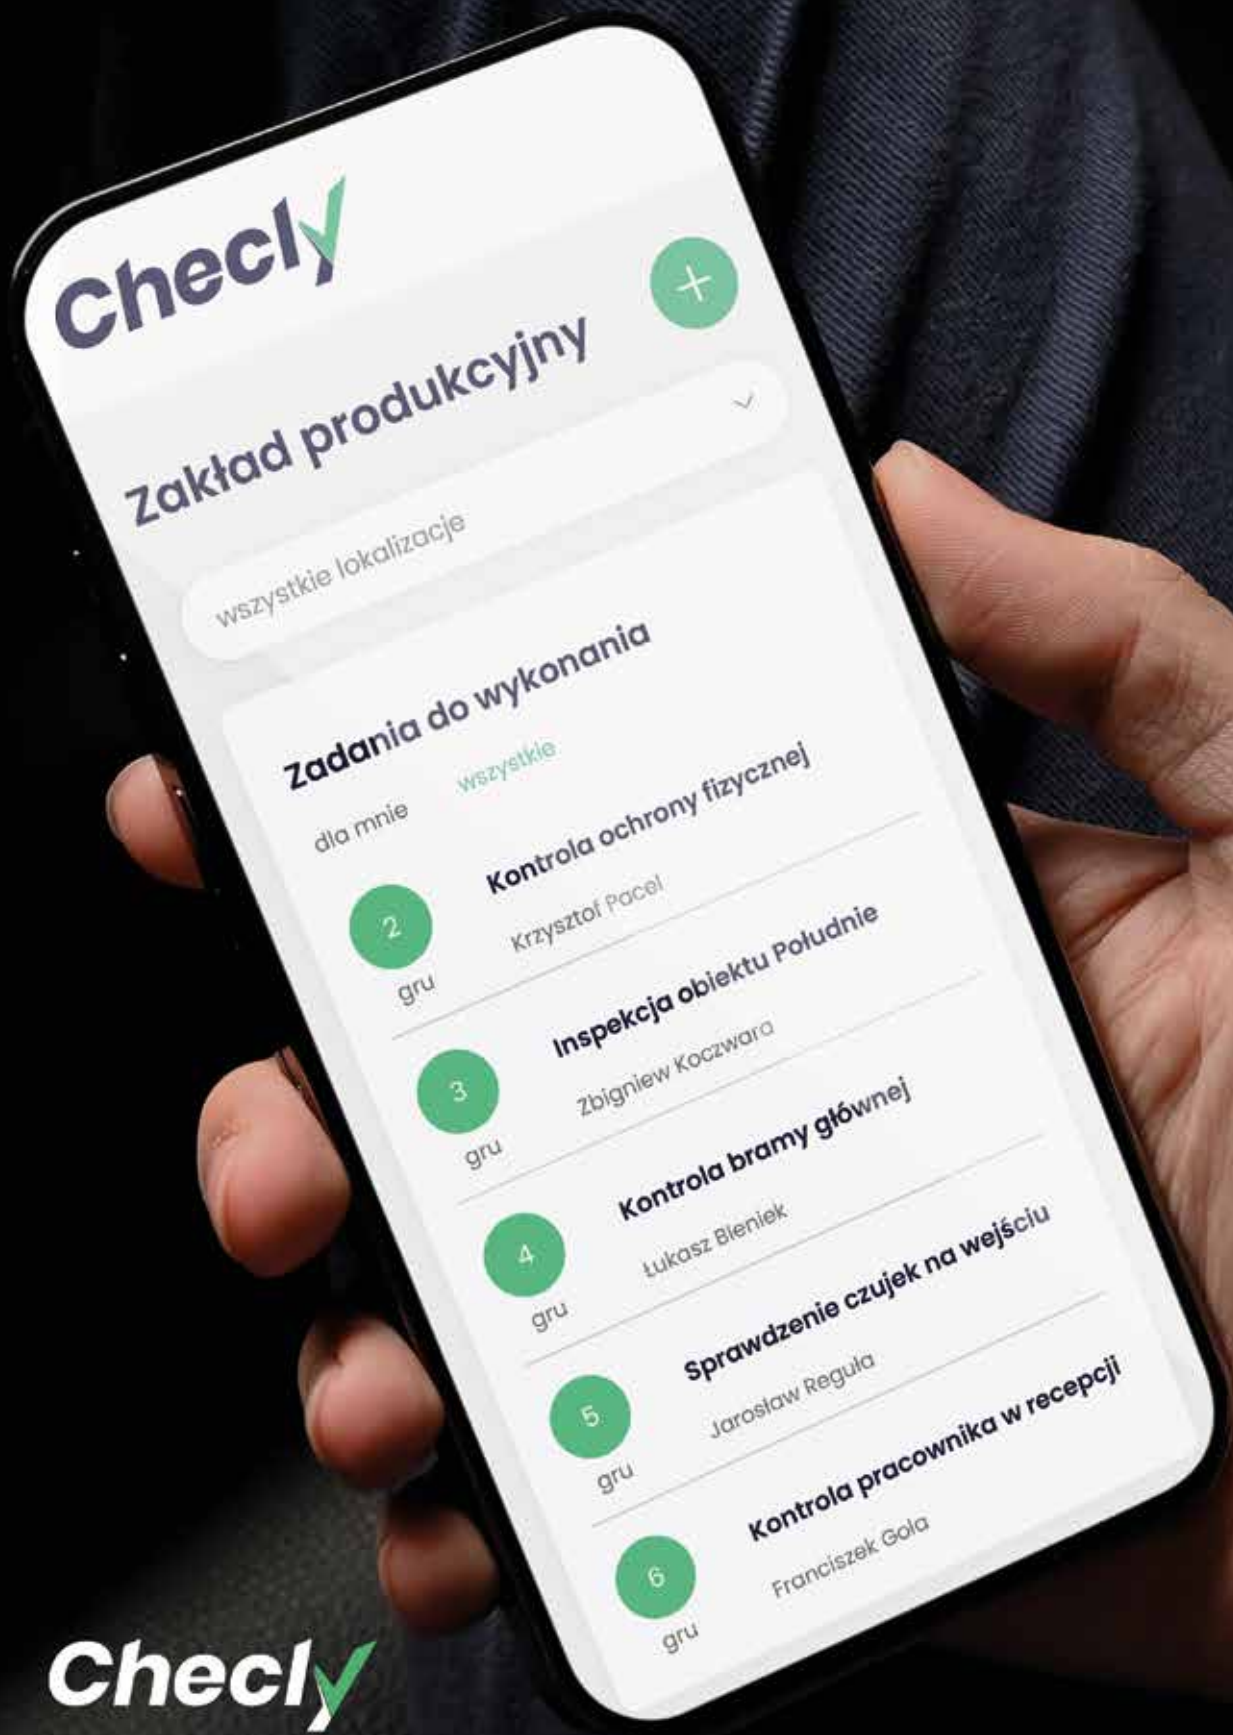 Checly
Zakład produkcyjny
+
wszystkie lokalizacje
Zadania do wykonania
dla mnie wszystkie
2 gru
Kontrola ochrony fizycznej
Krzysztof Pacel
3 gru
Inspekcja obiektu Południe
Zbigniew Koczwara
4 gru
Kontrola bramy głównej
Łukasz Bieniek
5 gru
Sprawdzenie czujek na wejściu
Jarosław Reguła
6 gru
Kontrola pracownika w recepcji
Franciszek Gola
Checly